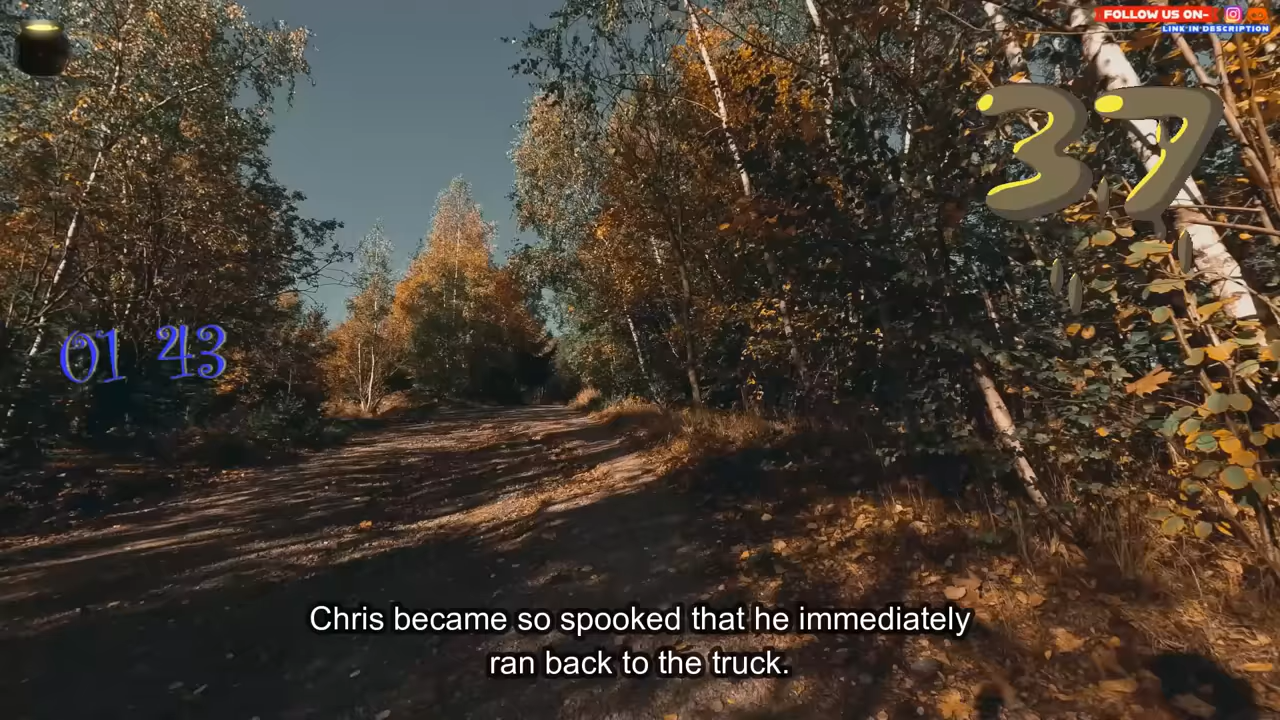 FOLLOW US ON-
LINK IN DESCRIPTION
37
01 43
Chris became so spooked that he immediately
ran back to the truck.